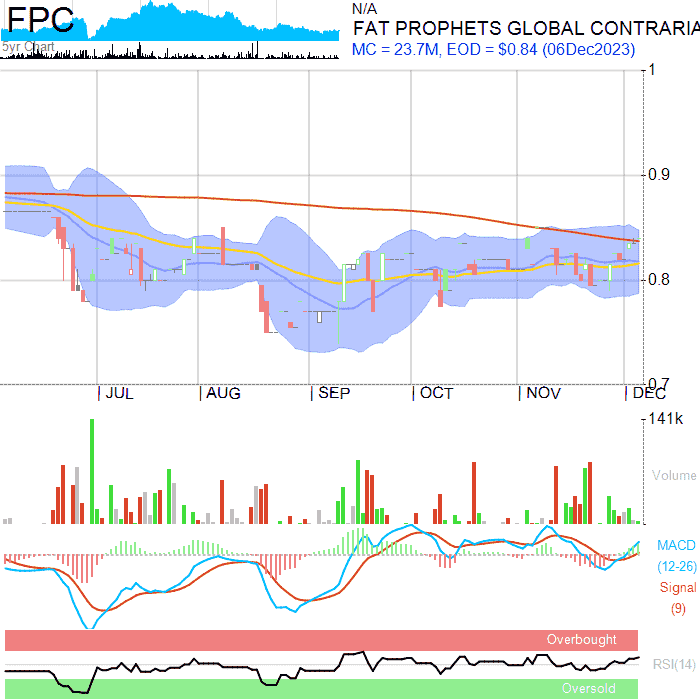 FPC
5yr Chart
N/A
FAT PROPHETS GLOBAL CONTRARIA
MC = 23.7M, EOD = $0.84 (06Dec2023)
1
0.9
0.8
0.7
JUL
AUG
SEP
OCT
NOV
DEC
141k
Volume
MACD
(12-26)
Signal
(9)
Overbought
RSI(14)
Oversold